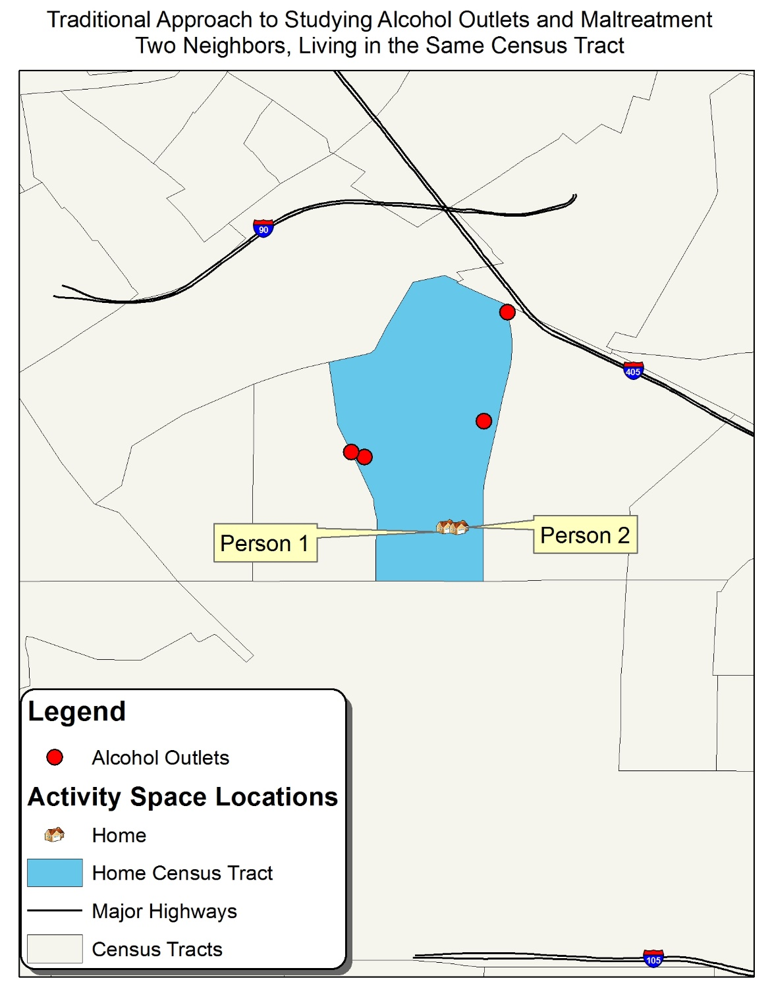 Traditional Approach to Studying Alcohol Outlets and Maltreatment
Two Neighbors, Living in the Same Census Tract
90
405
Person 1
Person 2
Legend
Alcohol Outlets
Activity Space Locations
Home
Home Census Tract
Major Highways
Census Tracts
105